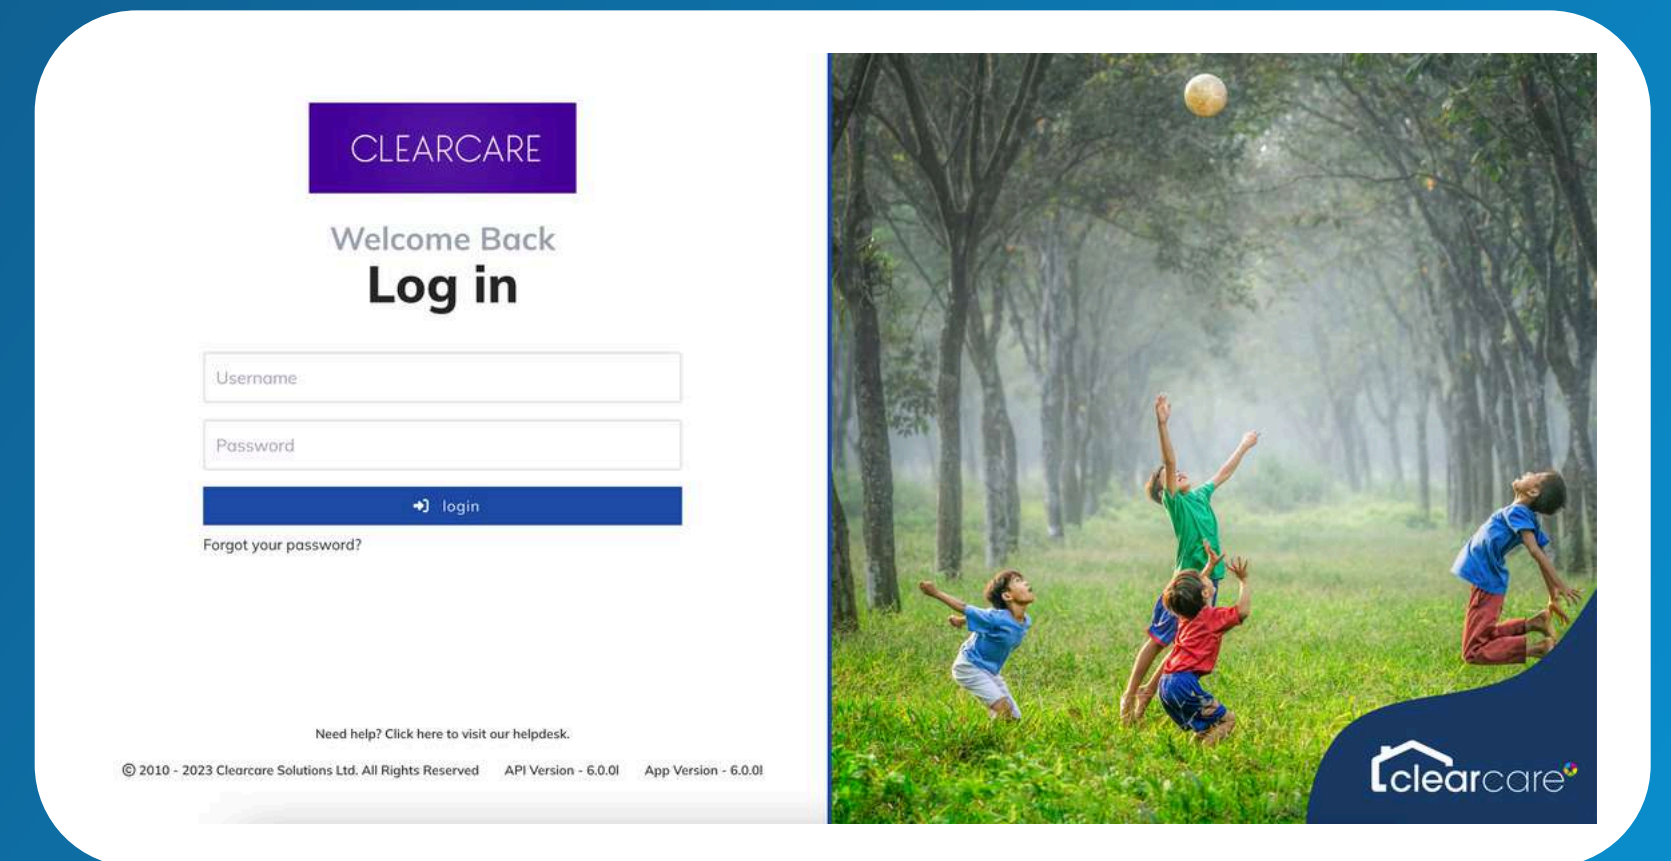 CLEARCARE
Welcome Back
Log in
Username
Password
login
Forgot your password?
Need help? Click here to visit our helpdesk.
© 2010 - 2023 Clearcare Solutions Ltd. All Rights Reserved API Version - 6.0.0l App Version - 6.0.0l
clearcare